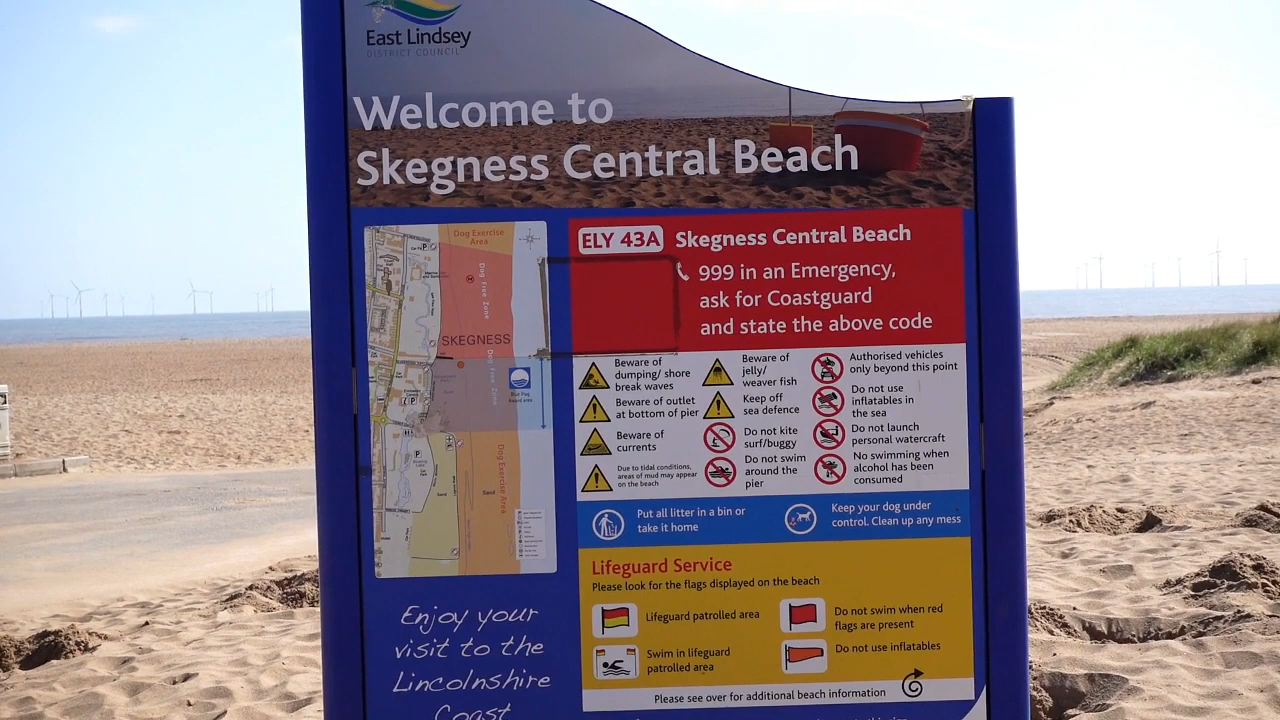 East Lindsey
DISTRICT COUNCIL
Welcome to
Skegness Central Beach
Dog Exercise
Area
Dog Free Zone
SKEGNESS
Dog Free Zone
Blue Flag
Award area
Dog Exercise Area
Sand
Sand
P
P
P
ELY 43A
Skegness Central Beach
999 in an Emergency,
ask for Coastguard
and state the above code
Beware of
dumping/ shore
break waves
Beware of outlet
at bottom of pier
Beware of
currents
Due to tidal conditions,
areas of mud may appear
on the beach
Beware of
jelly/
weaver fish
Keep off
sea defence
Do not kite
surf/buggy
Do not swim
around the
pier
Authorised vehicles
only beyond this point
Do not use
inflatables in
the sea
Do not launch
personal watercraft
No swimming when
alcohol has been
consumed
Put all litter in a bin or
take it home
Keep your dog under
control. Clean up any mess
Lifeguard Service
Please look for the flags displayed on the beach
Lifeguard patrolled area
Swim in lifeguard
patrolled area
Do not swim when red
flags are present
Do not use inflatables
Please see over for additional beach information
Enjoy your
visit to the
Lincolnshire
Coast